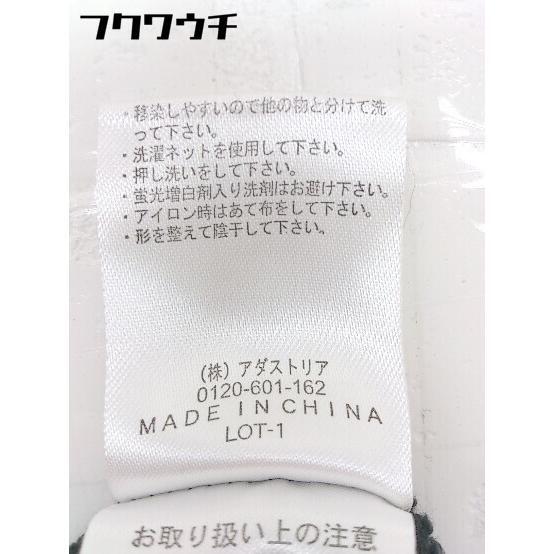 フクワウチ
・移染しやすいので他の物と分けて洗
って下さい。
・洗濯ネットを使用して下さい。
・押し洗いをして下さい。
・蛍光増白剤入り洗剤はお避け下さい。
・アイロン時はあて布をして下さい。
・形を整えて陰干して下さい。
(株) アダストリア
0120-601-162
MADE IN CHINA
LOT-1
お取り扱い上の注意